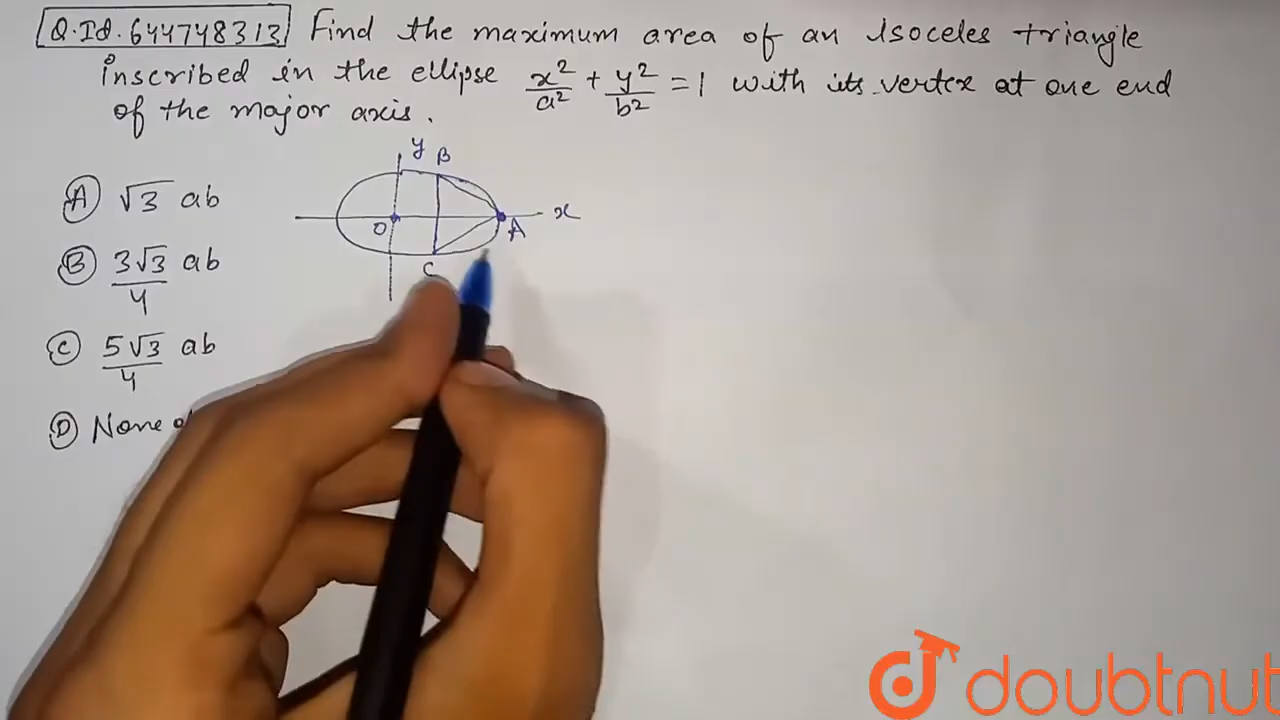 Q.Id.644748313 Find the maximum area of an Isoceles triangle
inscribed in the ellipse x²/a² + y²/b² = 1 with its vertex at one end
of the major axis.
y
B
(A) √3 ab
x
O
A
(B) 3√3/4 ab
C
(C) 5√3/4 ab
(D) None
doubtnut